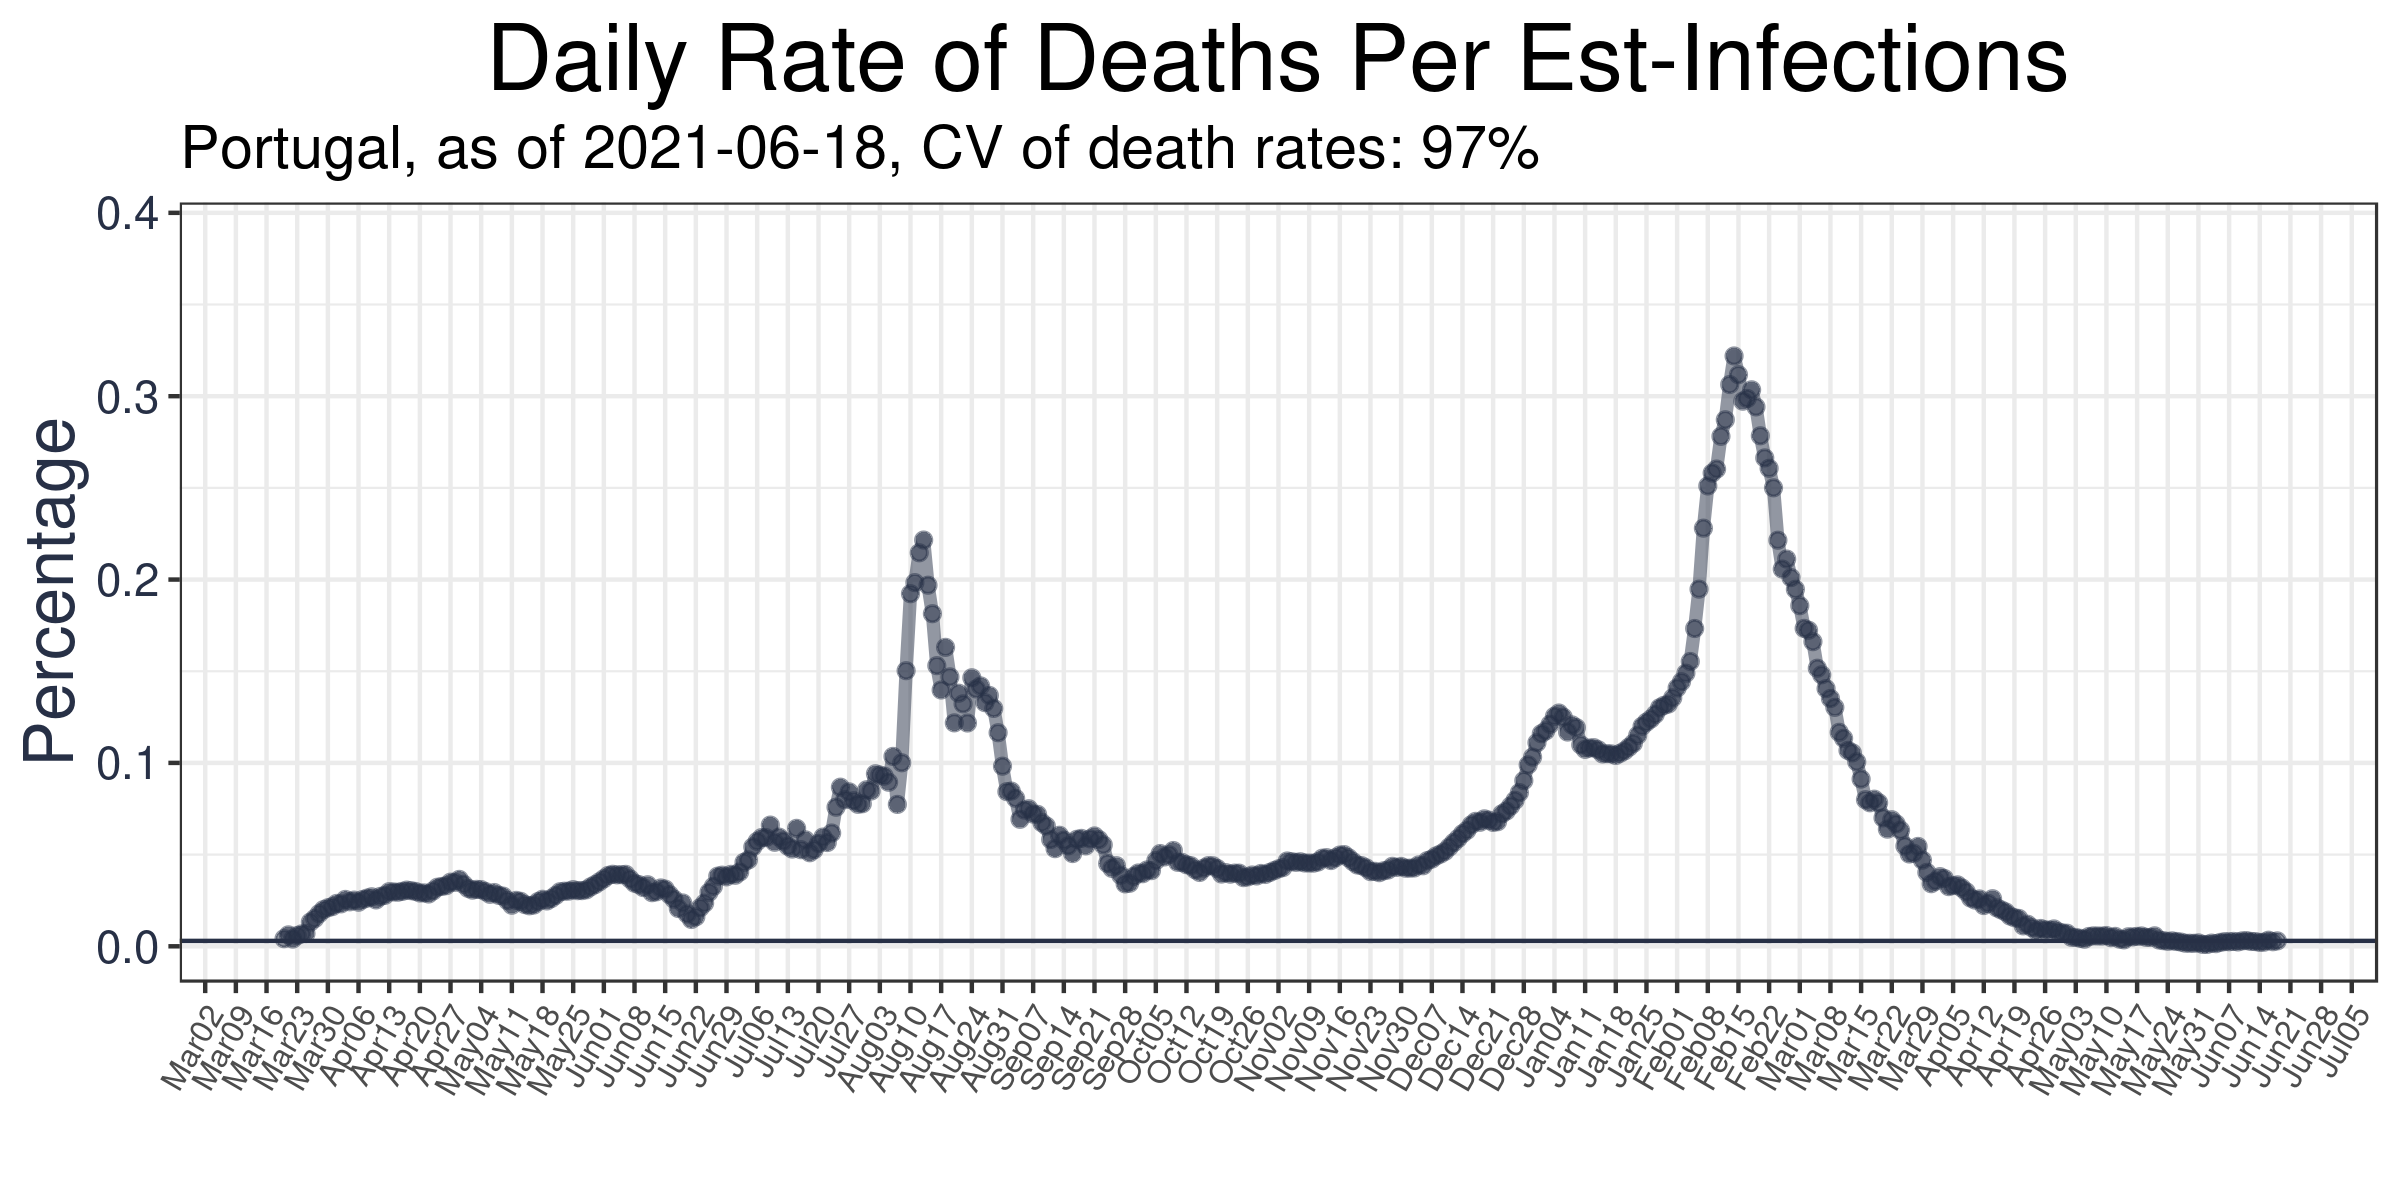 Daily Rate of Deaths Per Est-Infections
Portugal, as of 2021-06-18, CV of death rates: 97%
Percentage
0.4
0.3
0.2
0.1
0.0
Mar02
Mar09
Mar16
Mar23
Mar30
Apr06
Apr13
Apr20
Apr27
May04
May11
May18
May25
Jun01
Jun08
Jun15
Jun22
Jun29
Jul06
Jul13
Jul20
Jul27
Aug03
Aug10
Aug17
Aug24
Aug31
Sep07
Sep14
Sep21
Sep28
Oct05
Oct12
Oct19
Oct26
Nov02
Nov09
Nov16
Nov23
Nov30
Dec07
Dec14
Dec21
Dec28
Jan04
Jan11
Jan18
Jan25
Feb01
Feb08
Feb15
Feb22
Mar01
Mar08
Mar15
Mar22
Mar29
Apr05
Apr12
Apr19
Apr26
May03
May10
May17
May24
May31
Jun07
Jun14
Jun21
Jun28
Jul05